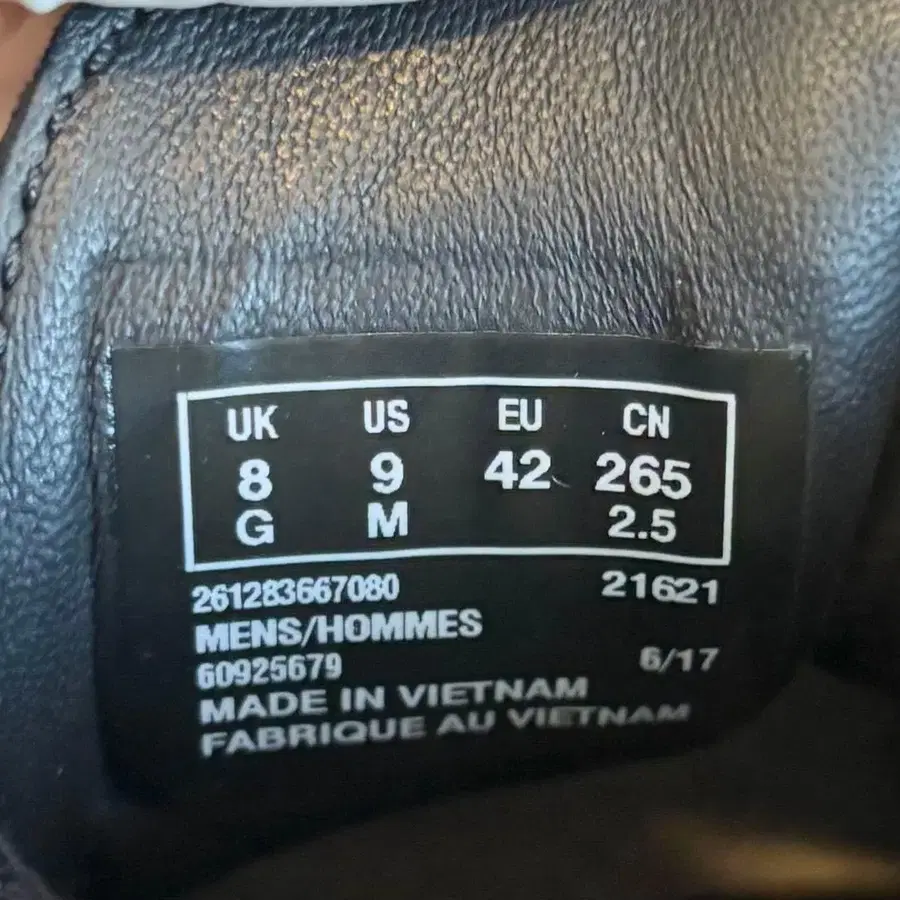 UK US EU CN
8 9 42 265
G M 2.5
261283667080 21621
MENS/HOMMES
60925679 6/17
MADE IN VIETNAM
FABRIQUE AU VIETNAM